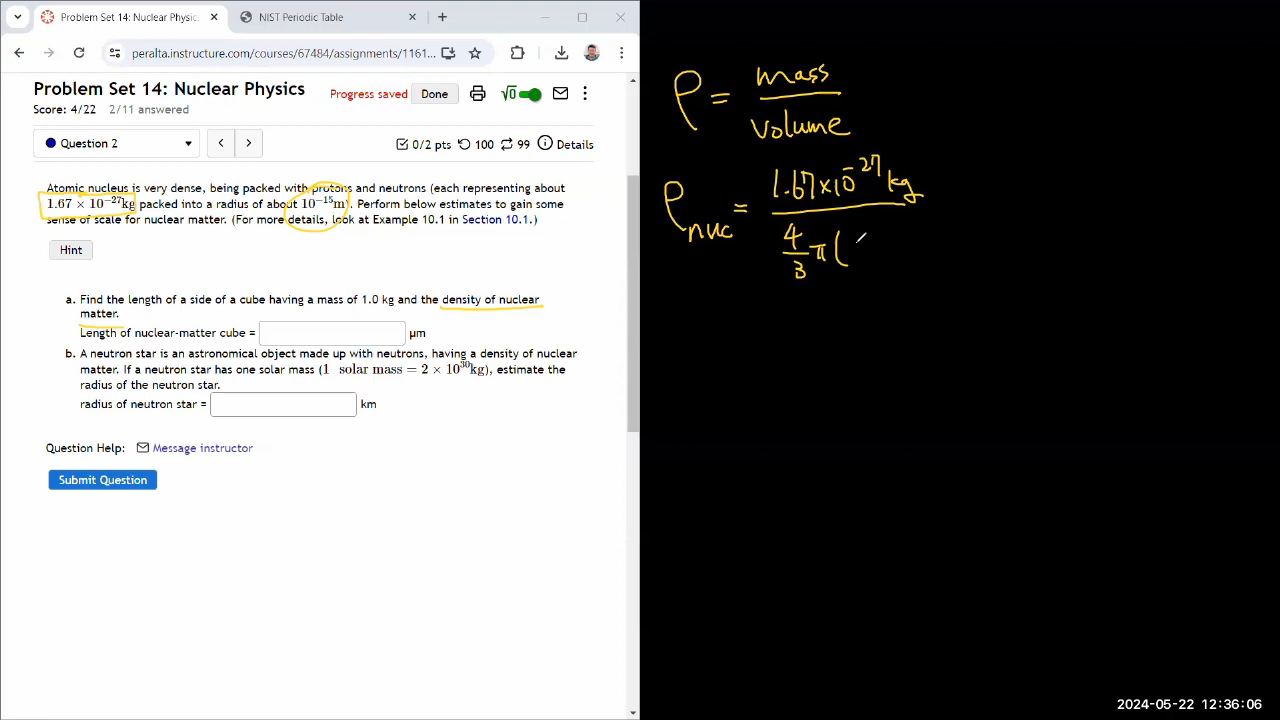 Problem Set 14: Nuclear Physic:
NIST Periodic Table
peralta.instructure.com/courses/67484/assignments/1161...
Problem Set 14: Nuclear Physics
Progress saved
Done
√0
Score: 4/22
2/11 answered
Question 2
0/2 pts
100
99
Details
Atomic nucleus is very dense, being packed with protons and neutrons (each representing about
1.67 × 10⁻²⁷kg packed into a radius of about 10⁻¹⁵m). Perform below estimates to gain some
sense of scale for nuclear matter. (For more details, look at Example 10.1 in Section 10.1.)
Hint
a. Find the length of a side of a cube having a mass of 1.0 kg and the density of nuclear
matter.
Length of nuclear-matter cube =
μm
b. A neutron star is an astronomical object made up with neutrons, having a density of nuclear
matter. If a neutron star has one solar mass (1 solar mass = 2 × 10³⁰kg), estimate the
radius of the neutron star.
radius of neutron star =
km
Question Help:
Message instructor
Submit Question
ρ = mass
volume
ρnuc = 1.67×10⁻²⁷ kg
4/3 π (
2024-05-22 12:36:06